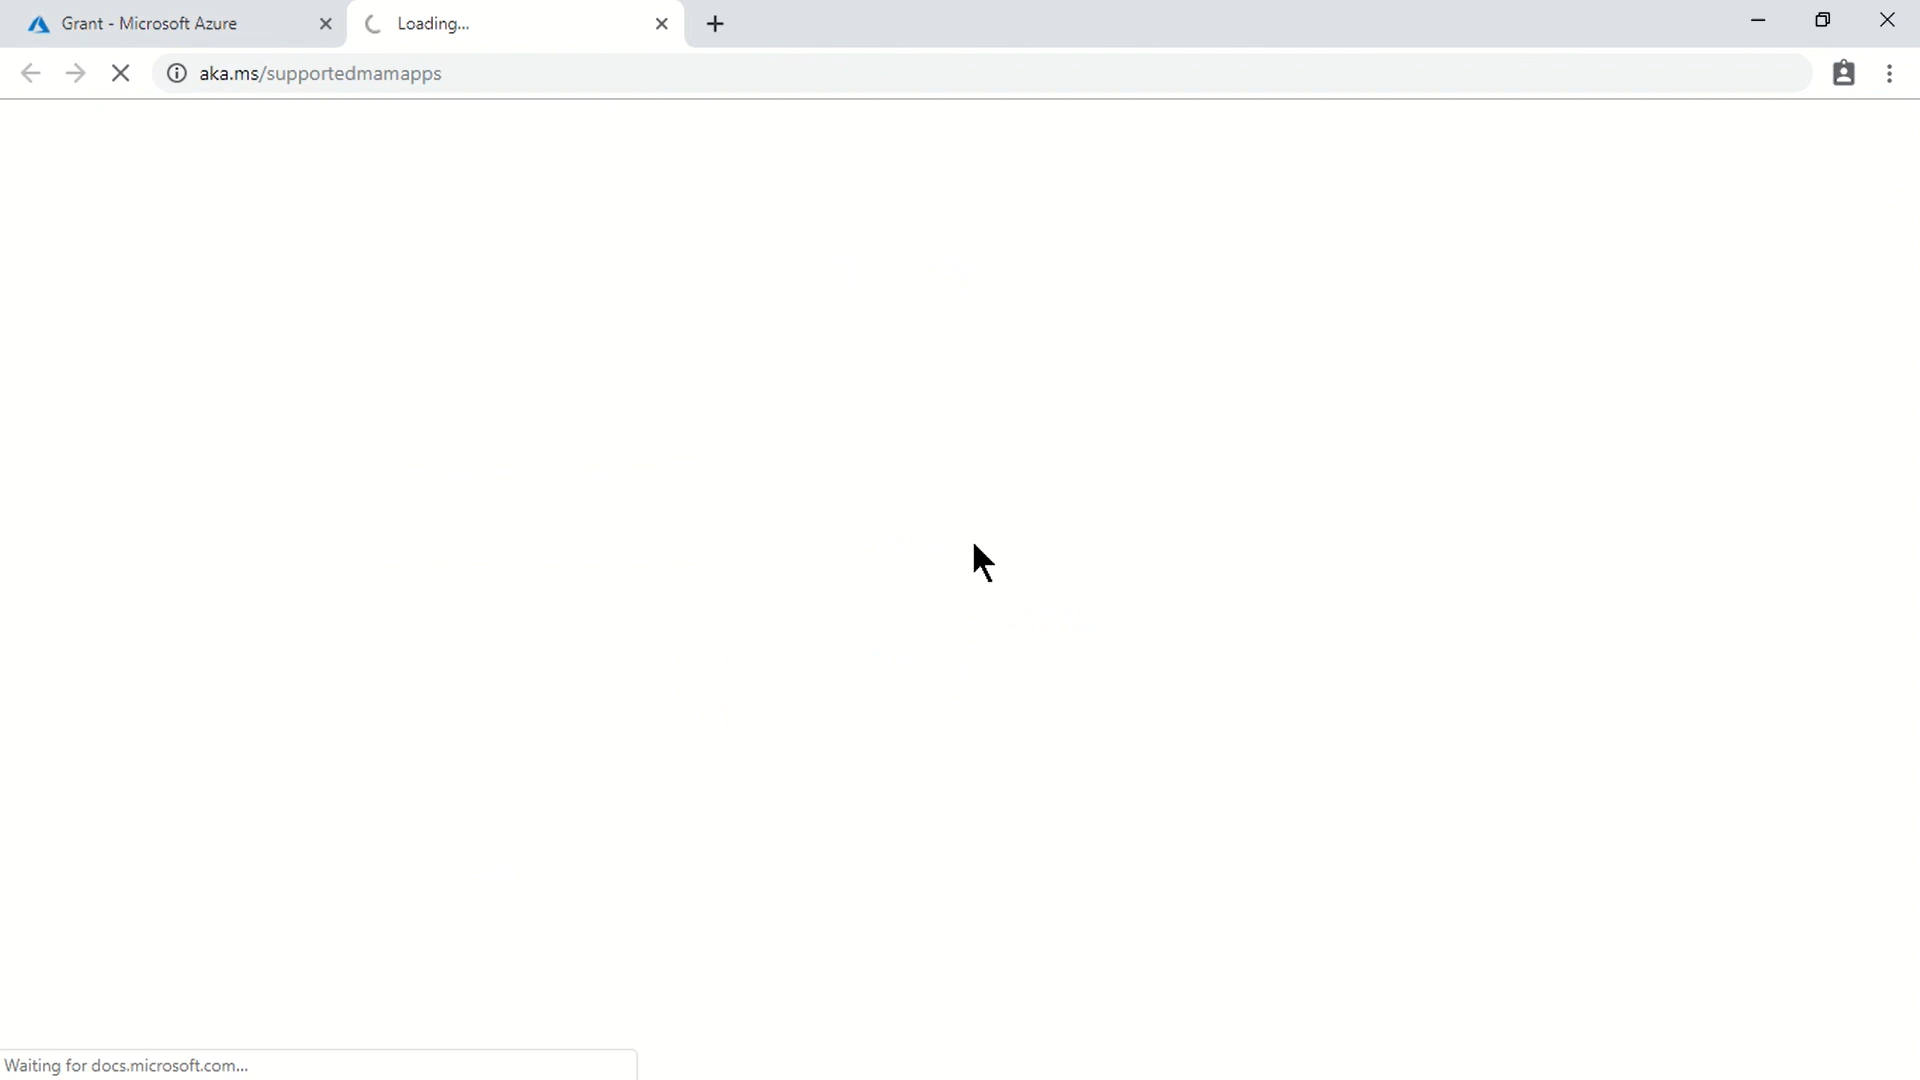 Grant - Microsoft Azure
Loading...
aka.ms/supportedmamapps
Waiting for docs.microsoft.com...